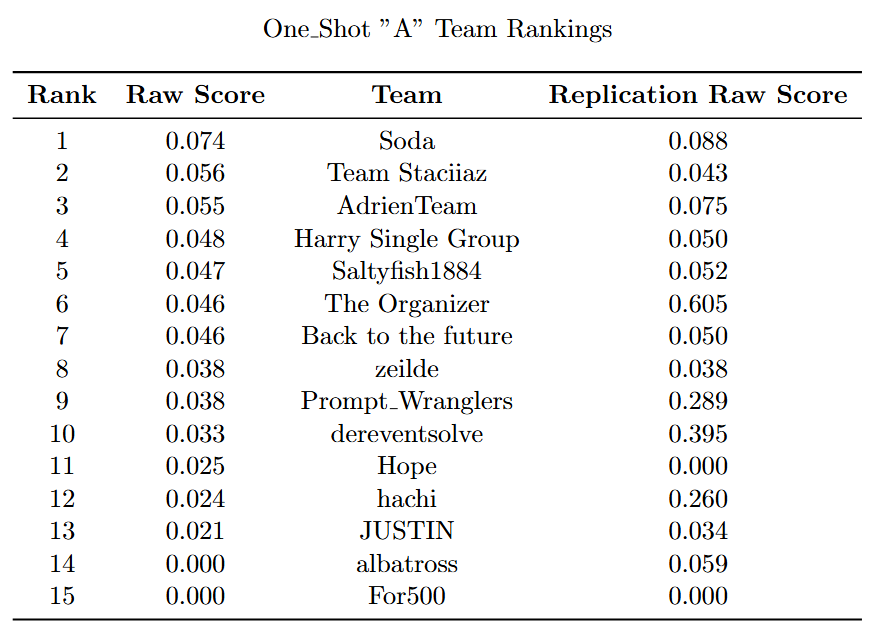 One_Shot ”A” Team Rankings
Rank Raw Score Team Replication Raw Score
1 0.074 Soda 0.088
2 0.056 Team Staciiaz 0.043
3 0.055 AdrienTeam 0.075
4 0.048 Harry Single Group 0.050
5 0.047 Saltyfish1884 0.052
6 0.046 The Organizer 0.605
7 0.046 Back to the future 0.050
8 0.038 zeilde 0.038
9 0.038 Prompt_Wranglers 0.289
10 0.033 dereventsolve 0.395
11 0.025 Hope 0.000
12 0.024 hachi 0.260
13 0.021 JUSTIN 0.034
14 0.000 albatross 0.059
15 0.000 For500 0.000